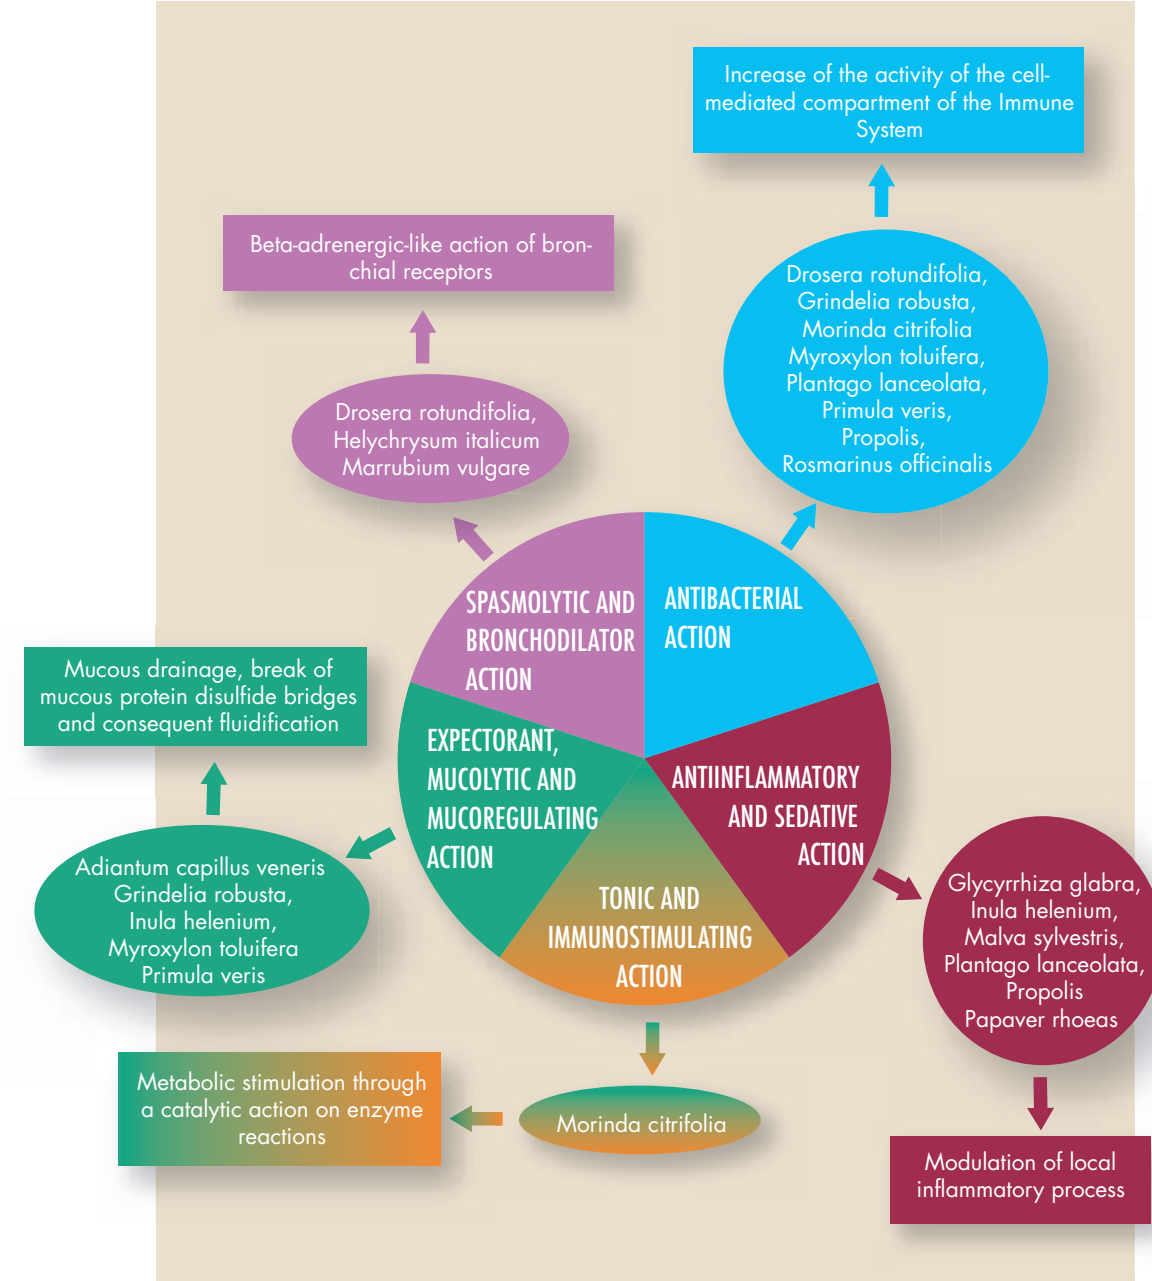 Increase of the activity of the cell-
mediated compartment of the Immune
System
Beta-adrenergic-like action of bron-
chial receptors
Drosera rotundifolia,
Grindelia robusta,
Morinda citrifolia
Myroxylon toluifera,
Plantago lanceolata,
Primula veris,
Propolis,
Rosmarinus officinalis
Drosera rotundifolia,
Helychrysum italicum
Marrubium vulgare
SPASMOLYTIC AND
BRONCHODILATOR
ACTION
ANTIBACTERIAL
ACTION
Mucous drainage, break of
mucous protein disulfide bridges
and consequent fluidification
EXPECTORANT,
MUCOLYTIC AND
MUCOREGULATING
ACTION
ANTIINFLAMMATORY
AND SEDATIVE
ACTION
TONIC AND
IMMUNOSTIMULATING
ACTION
Adiantum capillus veneris
Grindelia robusta,
Inula helenium,
Myroxylon toluifera
Primula veris
Glycyrrhiza glabra,
Inula helenium,
Malva sylvestris,
Plantago lanceolata,
Propolis
Papaver rhoeas
Metabolic stimulation through
a catalytic action on enzyme
reactions
Morinda citrifolia
Modulation of local
inflammatory process